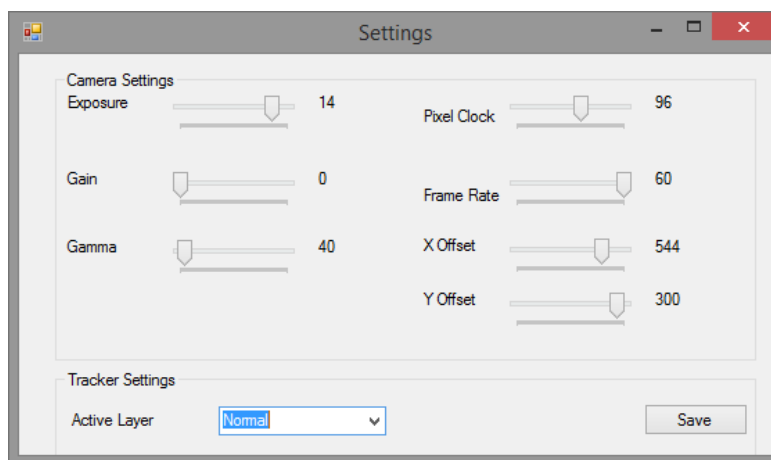 Settings
Camera Settings
Exposure 14
Pixel Clock 96
Gain 0
Frame Rate 60
Gamma 40
X Offset 544
Y Offset 300
Tracker Settings
Active Layer Normal
Save